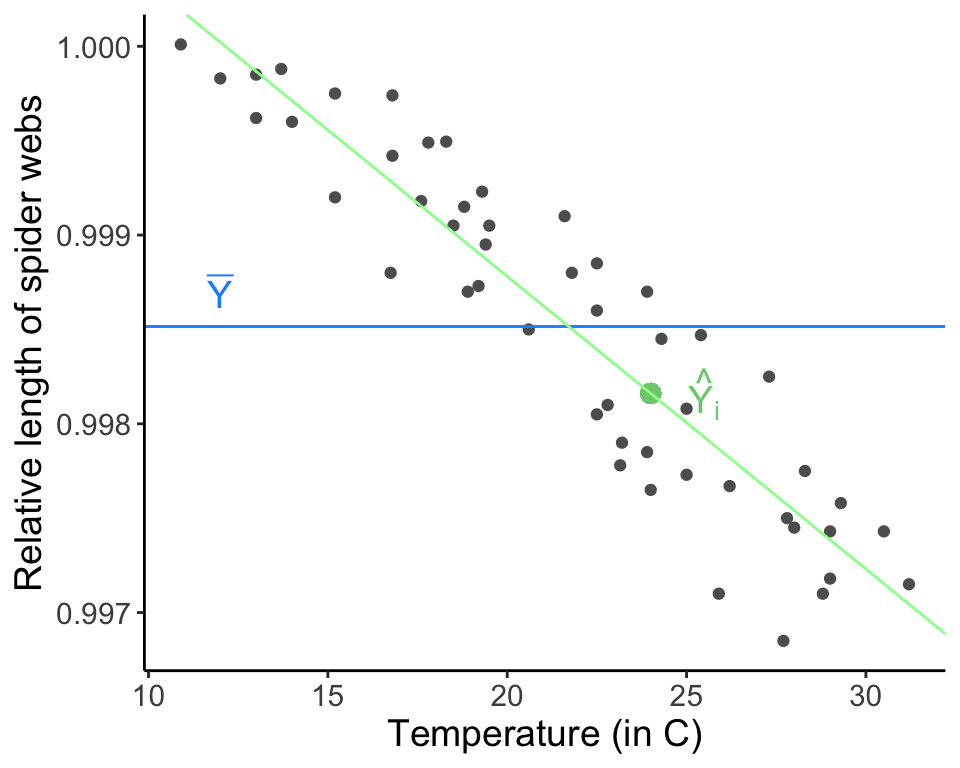 Relative length of spider webs
1.000
0.999
0.998
0.997
Y̅
Ŷi
10 15 20 25 30
Temperature (in C)